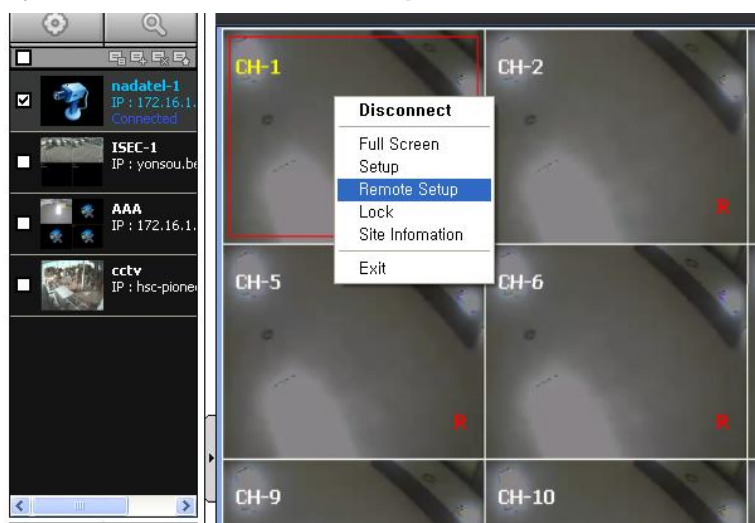 nadatel-1
IP : 172.16.1.
Connected
ISEC-1
IP : yonsou.be
AAA
IP : 172.16.1.
cctv
IP : hsc-pionee
CH-1
CH-2
R
Disconnect
Full Screen
Setup
Remote Setup
Lock
Site Infomation
Exit
CH-5
CH-6
R
R
CH-9
CH-10